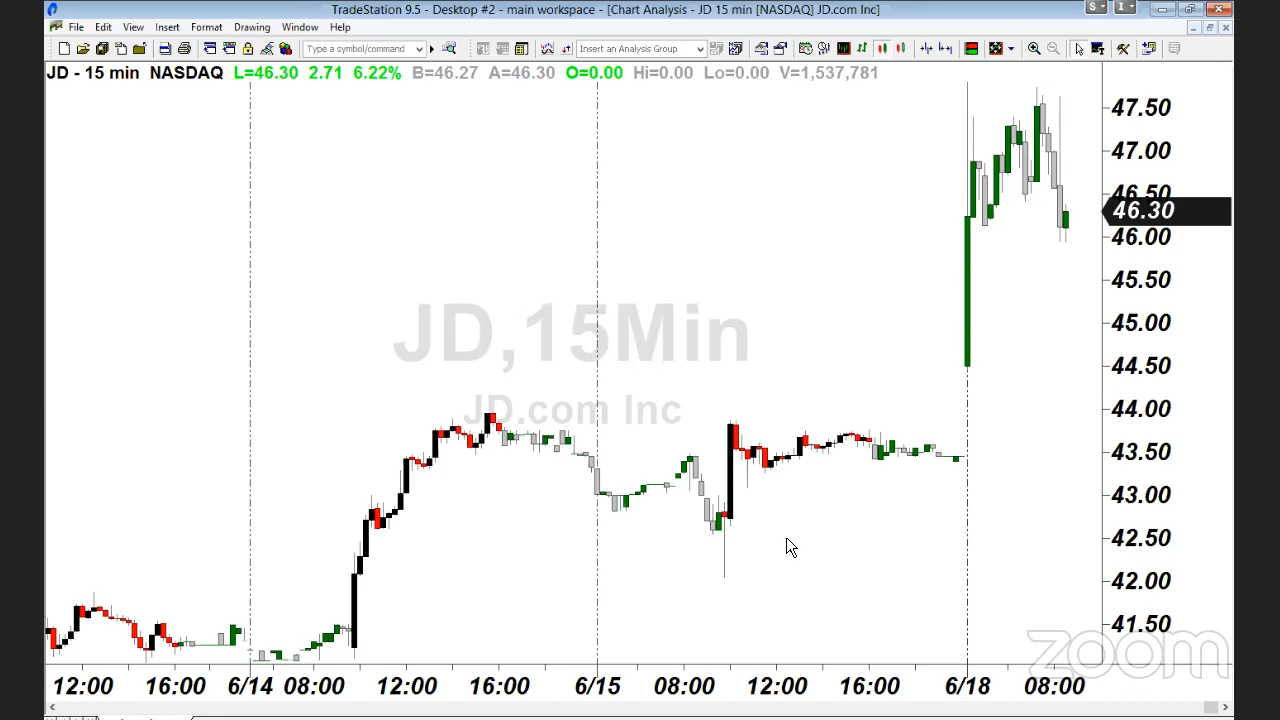 TradeStation 9.5 - Desktop #2 - main workspace - [Chart Analysis - JD 15 min [NASDAQ] JD.com Inc]
S I
File Edit View Insert Format Drawing Window Help
Type a symbol/command Insert an Analysis Group
JD - 15 min NASDAQ L=46.30 2.71 6.22% B=46.27 A=46.30 O=0.00 Hi=0.00 Lo=0.00 V=1,537,781
47.50
47.00
46.50
46.30
46.00
45.50
45.00
JD,15Min
44.50
JD.com Inc
44.00
43.50
43.00
42.50
42.00
41.50
zoom
12:00 16:00 6/14 08:00 12:00 16:00 6/15 08:00 12:00 16:00 6/18 08:00